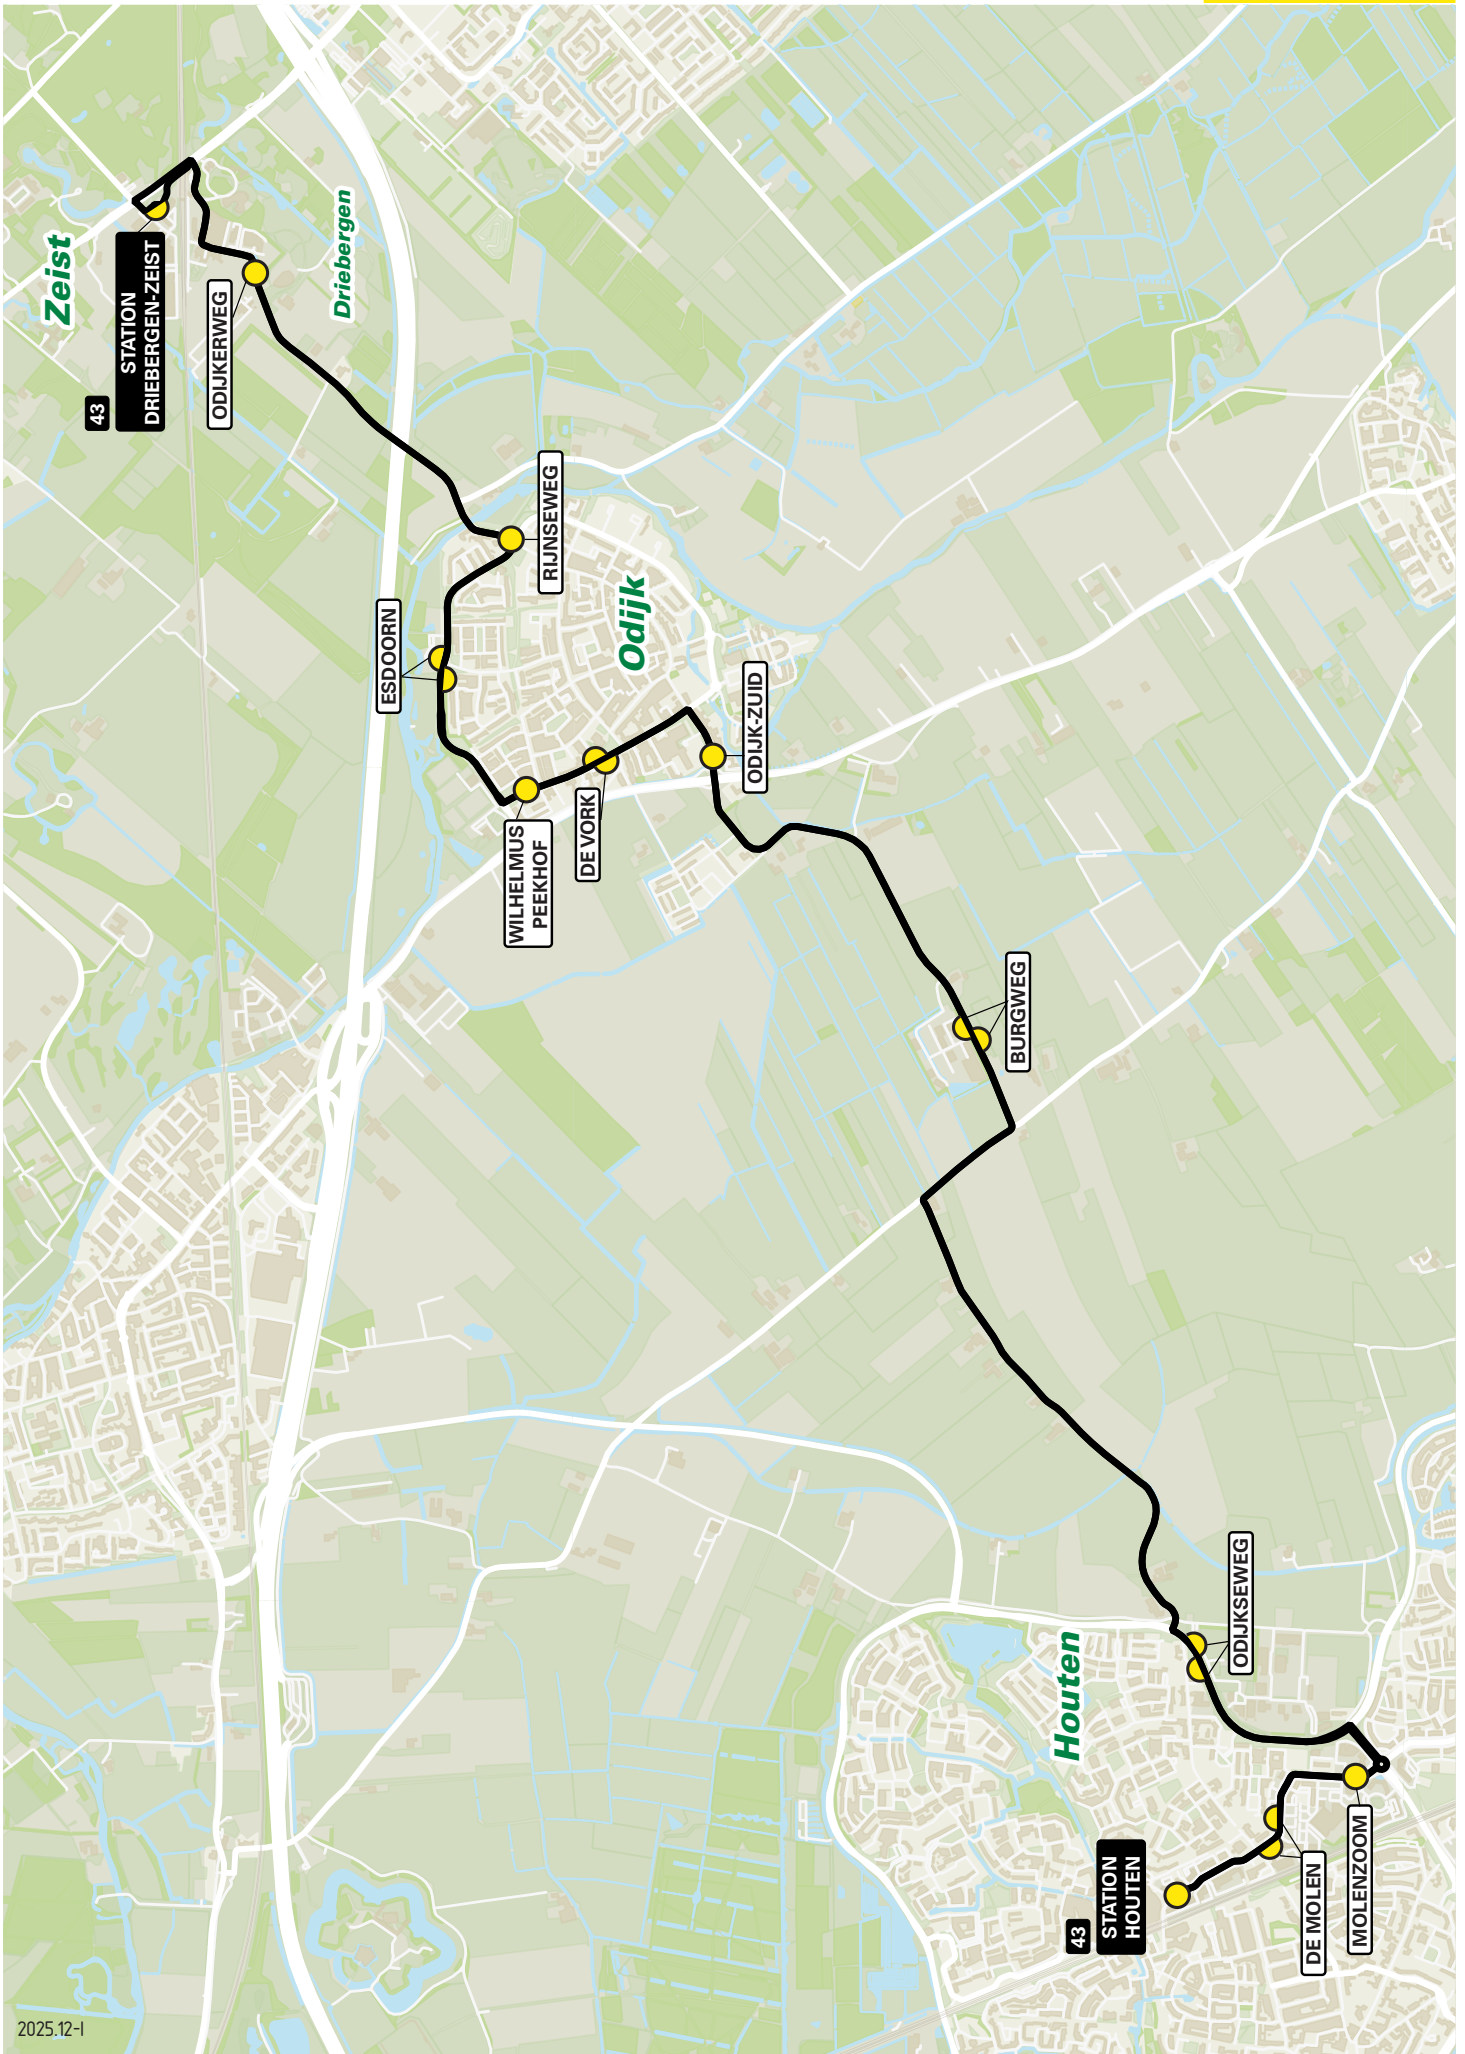 Zeist
43
STATION
DRIEBERGEN-ZEIST
ODIJKERWEG
Driebergen
RIJNSEWEG
ESDOORN
Odijk
WILHELMUS
PEEKHOF
DE VORK
ODIJK-ZUID
BURGWEG
ODIJKSEWEG
Houten
MOLENZOOM
DE MOLEN
43
STATION
HOUTEN
2025.12-I